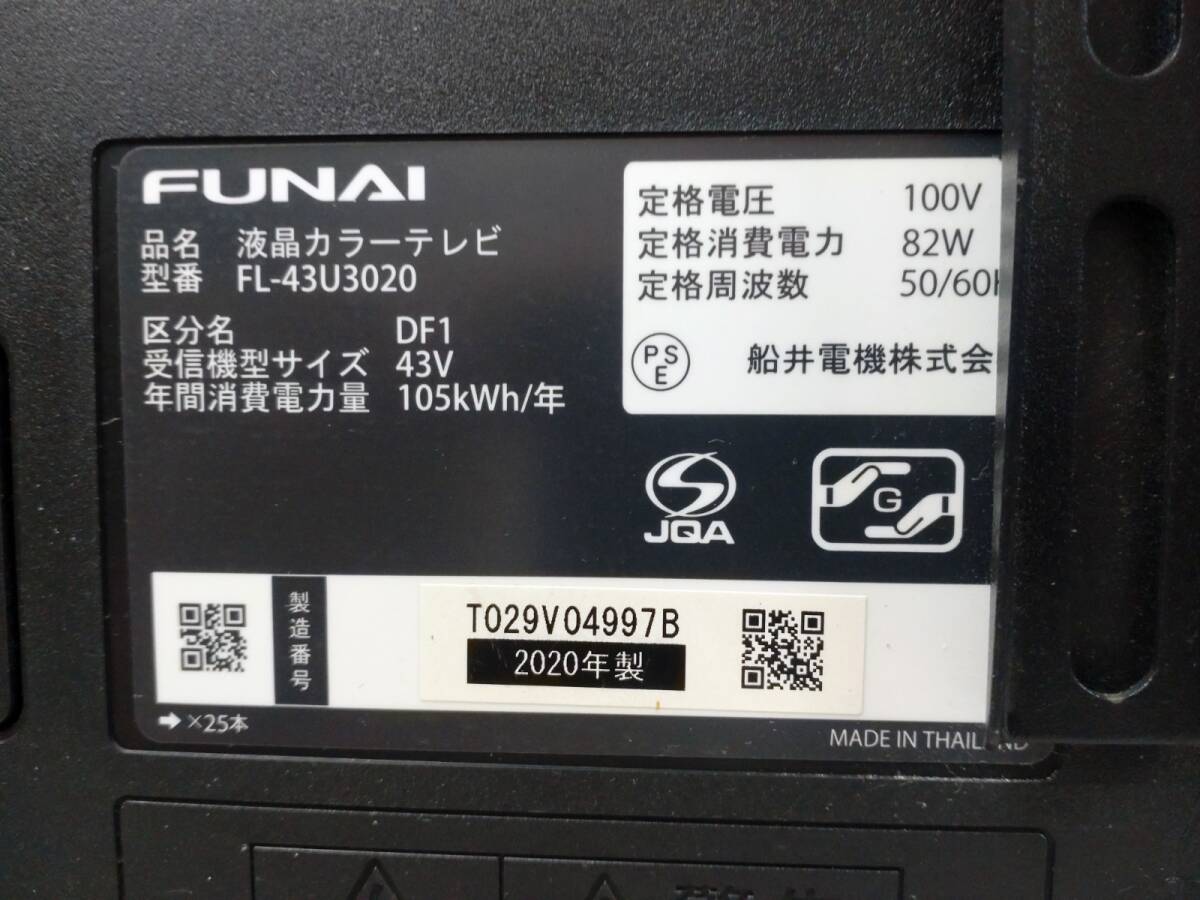 FUNAI
品名 液晶カラーテレビ
型番 FL-43U3020
区分名 DF1
受信機型サイズ 43V
年間消費電力量 105kWh/年
定格電圧 100V
定格消費電力 82W
定格周波数 50/60H
PSE 船井電機株式会
JQA
G
製造番号
T029V04997B
2020年製
➡×25本
MADE IN THAILAND